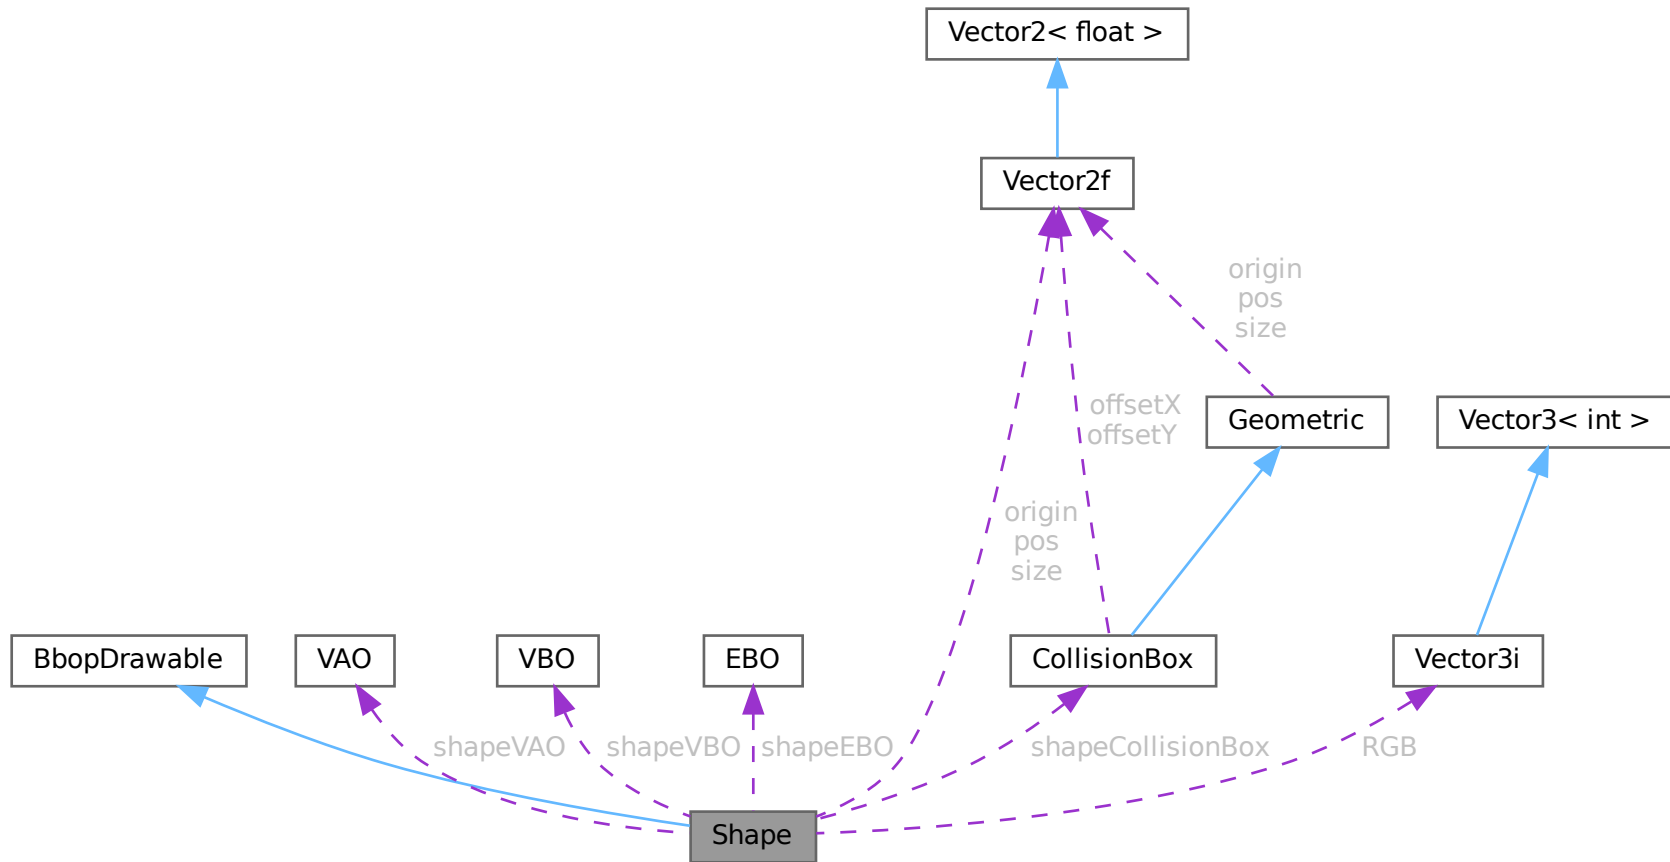 Vector2< float >
Vector2f
origin
pos
size
offsetX
offsetY
Geometric
Vector3< int >
origin
pos
size
BbopDrawable
VAO
VBO
EBO
CollisionBox
Vector3i
shapeVAO
shapeVBO
shapeEBO
shapeCollisionBox
RGB
Shape